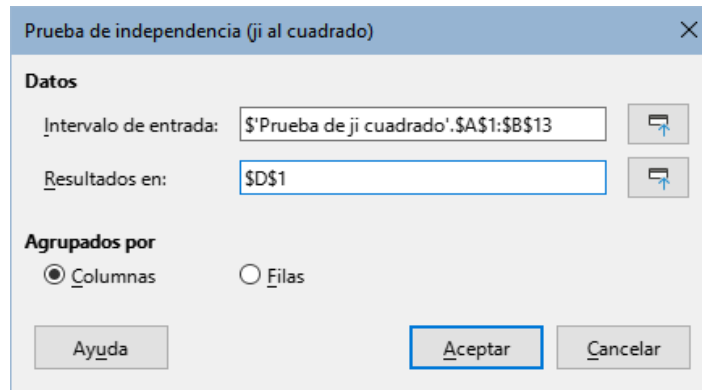 Prueba de independencia (ji al cuadrado)
Datos
Intervalo de entrada: $'Prueba de ji cuadrado'.$A$1:$B$13
Resultados en: $D$1
Agrupados por
Columnas Filas
Ayuda Aceptar Cancelar